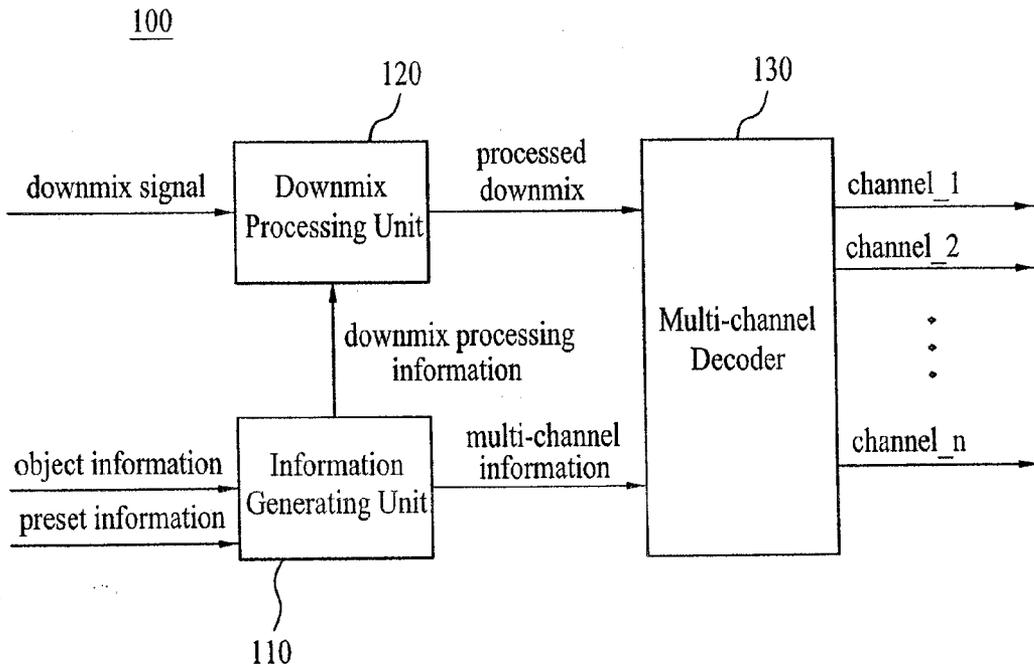 100
120
130
downmix signal
Downmix
Processing Unit
processed
downmix
channel_1
channel_2
downmix processing
information
Multi-channel
Decoder
object information
preset information
Information
Generating Unit
multi-channel
information
channel_n
110